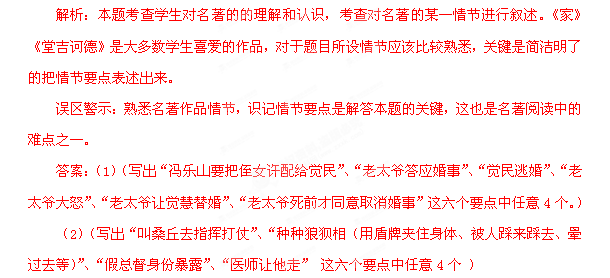 解析：本题考查学生对名著的的理解和认识，考查对名著的某一情节进行叙述。《家》
《堂吉诃德》是大多数学生喜爱的作品，对于题目所设情节应该比较熟悉，关键是简洁明了
的把情节要点表述出来。
误区警示：熟悉名著作品情节，识记情节要点是解答本题的关键，这也是名著阅读中的
难点之一。
答案：（1）（写出“冯乐山要把侄女许配给觉民”、“老太爷答应婚事”、“觉民逃婚”、“老
太爷大怒”、“老太爷让觉慧替婚”、“老太爷死前才同意取消婚事”这六个要点中任意 4 个。）
（2）（写出“叫桑丘去指挥打仗”、“种种狼狈相（用盾牌夹住身体、被人踩来踩去、晕
过去等）”、“假总督身份暴露”、“医师让他走” 这六个要点中任意 4 个 ）